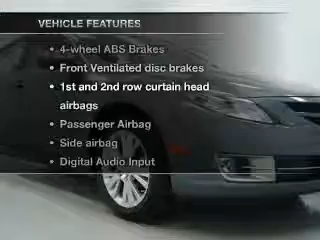 VEHICLE FEATURES
• 4-wheel ABS Brakes
• Front Ventilated disc brakes
• 1st and 2nd row curtain head
airbags
• Passenger Airbag
• Side airbag
• Digital Audio Input